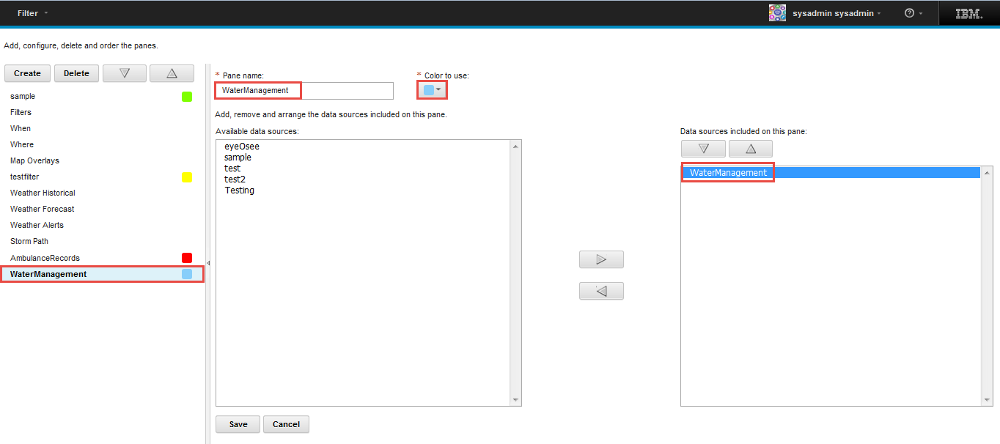 Filter
sysadmin sysadmin
?
IBM.
Add, configure, delete and order the panes.
Create Delete
sample
Filters
When
Where
Map Overlays
testfilter
Weather Historical
Weather Forecast
Weather Alerts
Storm Path
AmbulanceRecords
WaterManagement
* Pane name:
* Color to use:
WaterManagement
Add, remove and arrange the data sources included on this pane.
Available data sources:
eyeOsee
sample
test
test2
Testing
Data sources included on this pane:
WaterManagement
Save Cancel